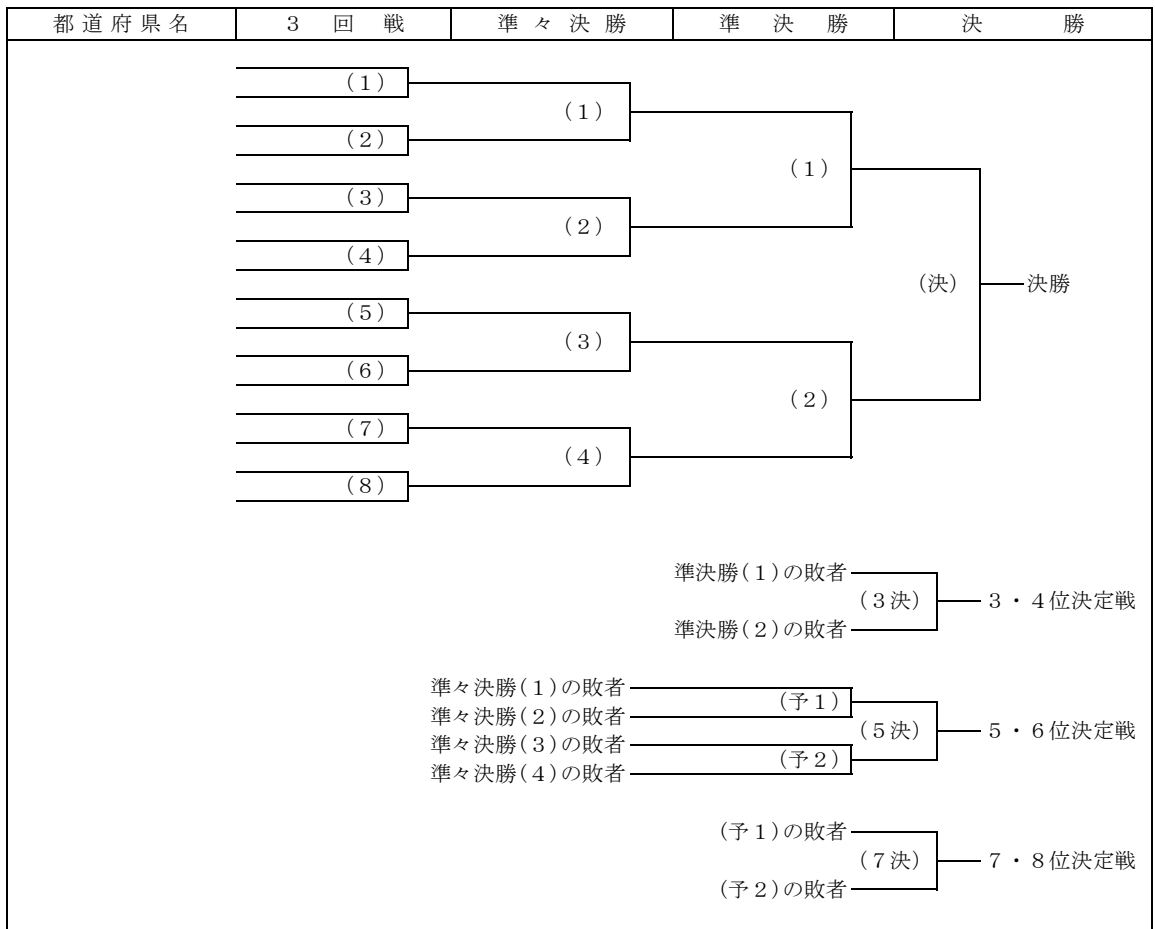 都道府県名 3回戦 準々決勝 準決勝 決勝
(1)
(1)
(2)
(1)
(3)
(2)
(4)
(決) 決勝
(5)
(3)
(6)
(2)
(7)
(4)
(8)
準決勝(1)の敗者
(3決) 3・4位決定戦
準決勝(2)の敗者
準々決勝(1)の敗者
(予1)
準々決勝(2)の敗者
(5決) 5・6位決定戦
準々決勝(3)の敗者
(予2)
準々決勝(4)の敗者
(予1)の敗者
(7決) 7・8位決定戦
(予2)の敗者